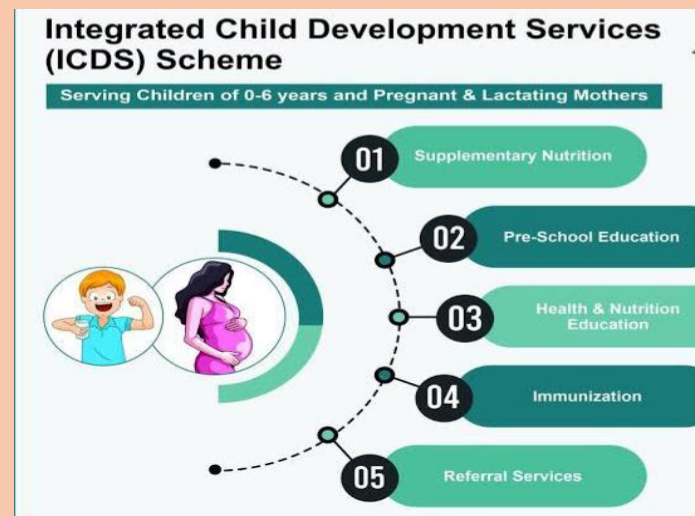 Integrated Child Development Services
(ICDS) Scheme
Serving Children of 0-6 years and Pregnant & Lactating Mothers
01 Supplementary Nutrition
02 Pre-School Education
03 Health & Nutrition
Education
04 Immunization
05 Referral Services